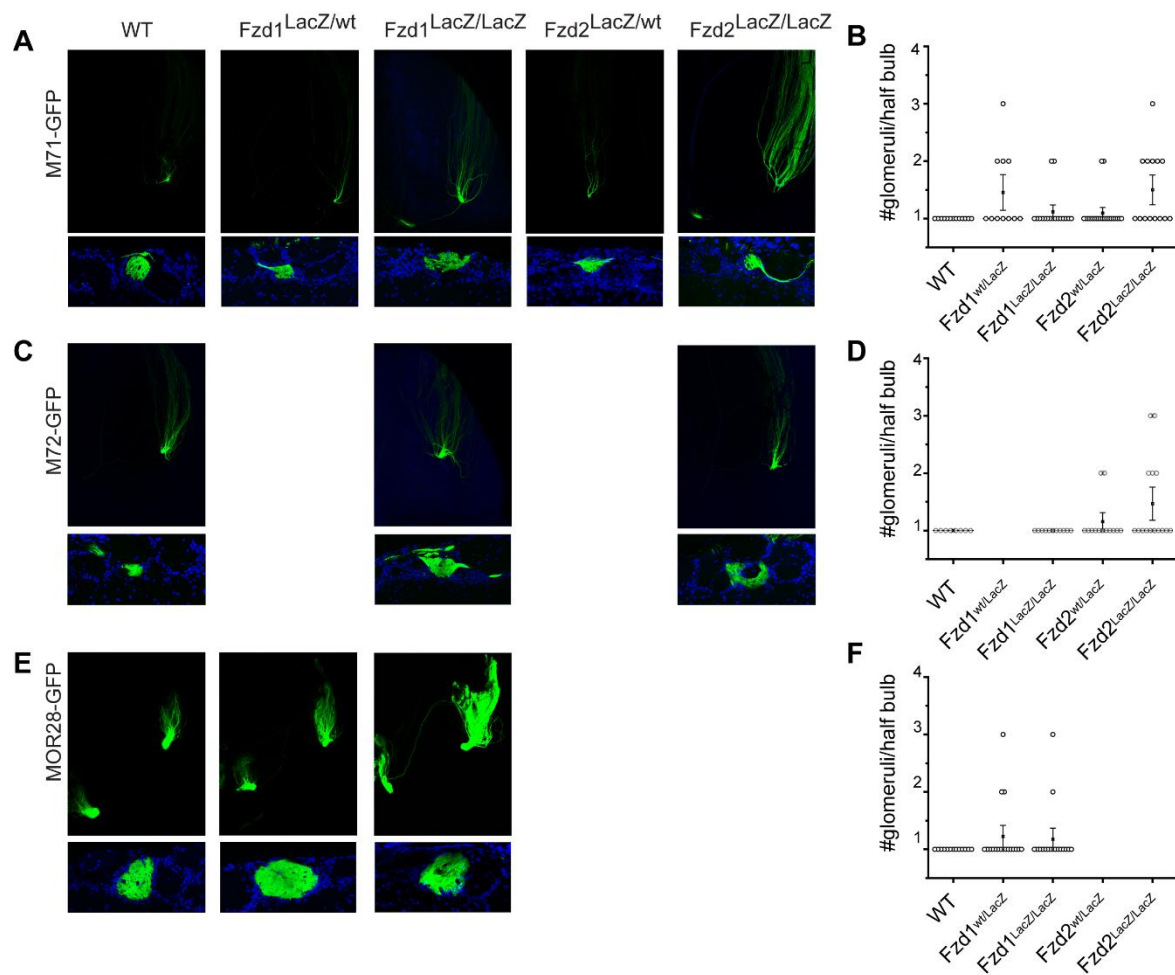 A
WT
Fzd1LacZ/wt
Fzd1LacZ/LacZ
Fzd2LacZ/wt
Fzd2LacZ/LacZ
M71-GFP
B
#glomeruli/half bulb
4
3
2
1
WT
Fzd1wt/LacZ
Fzd1LacZ/LacZ
Fzd2wt/LacZ
Fzd2LacZ/LacZ
C
M72-GFP
D
#glomeruli/half bulb
4
3
2
1
WT
Fzd1wt/LacZ
Fzd1LacZ/LacZ
Fzd2wt/LacZ
Fzd2LacZ/LacZ
E
MOR28-GFP
F
#glomeruli/half bulb
4
3
2
1
WT
Fzd1wt/LacZ
Fzd1LacZ/LacZ
Fzd2wt/LacZ
Fzd2LacZ/LacZ